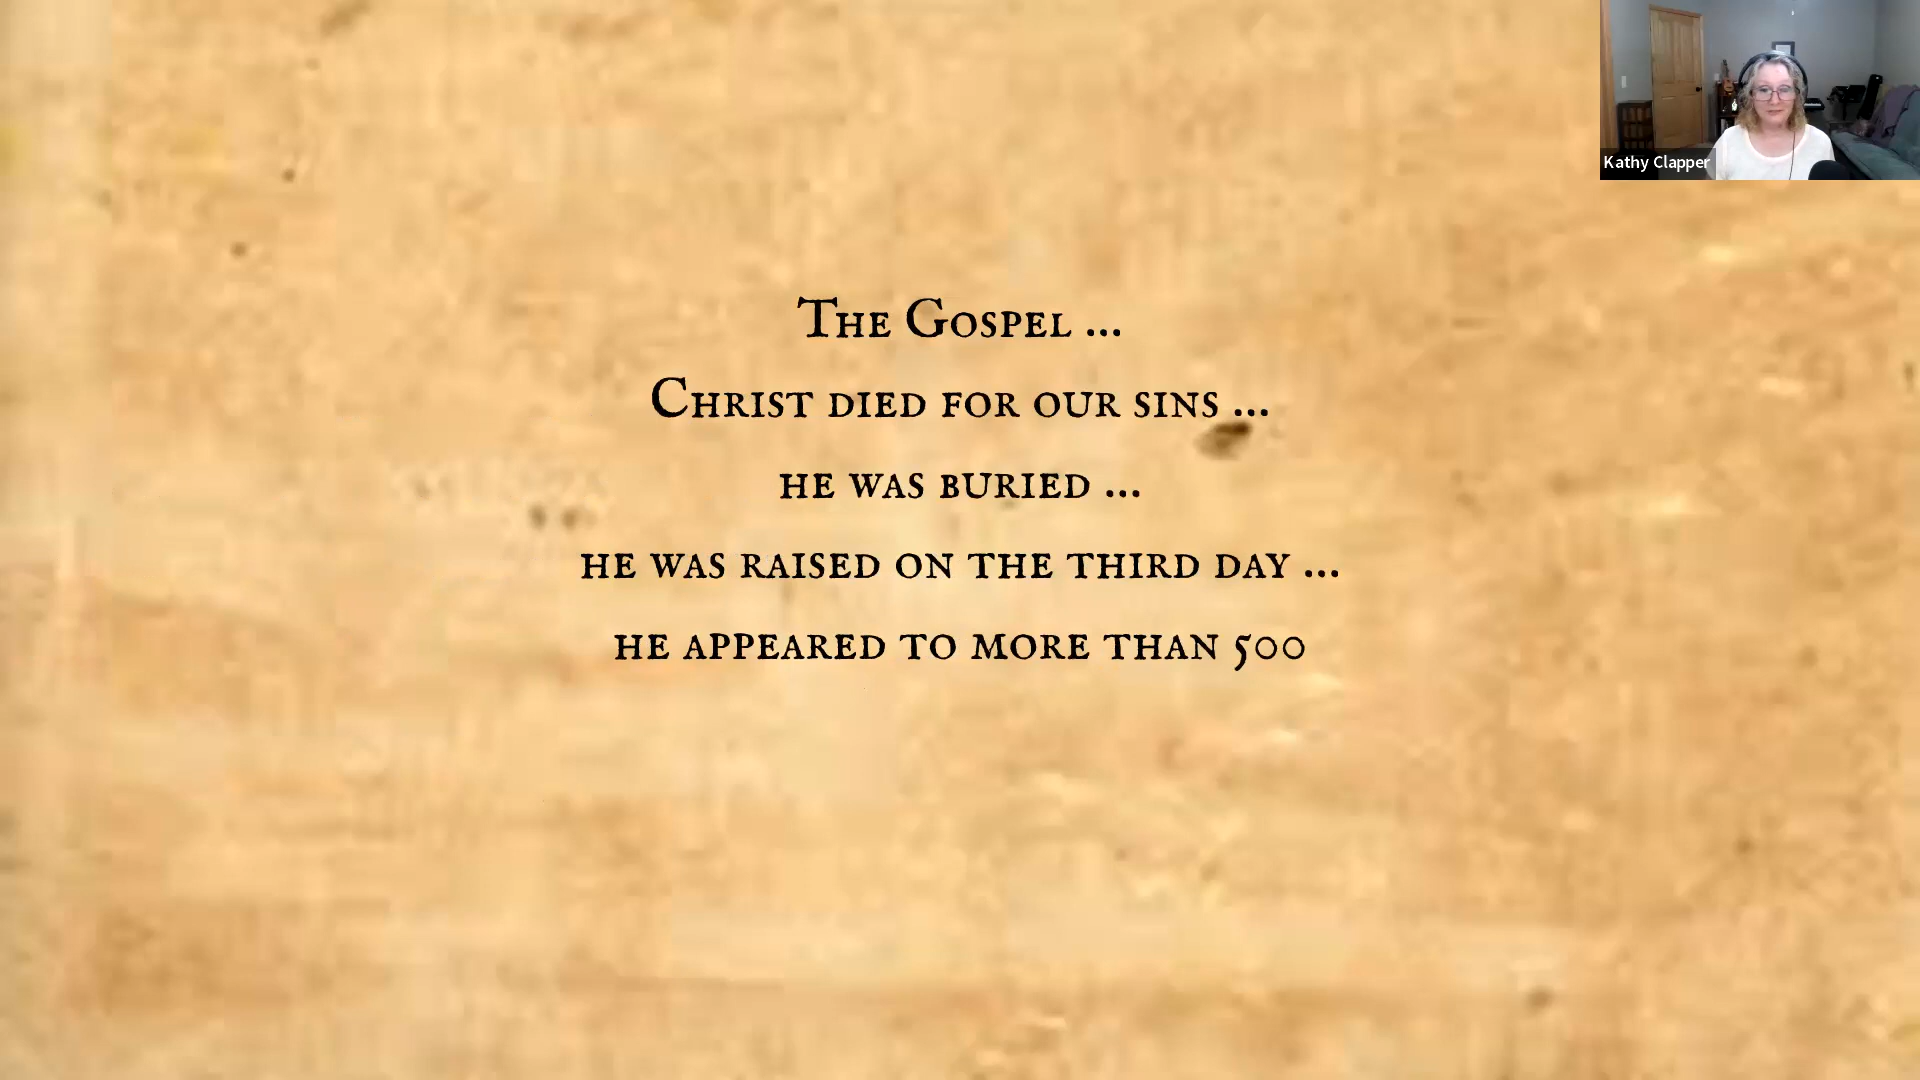 The Gospel ...
Christ died for our sins ...
he was buried ...
he was raised on the third day ...
he appeared to more than 500
Kathy Clapper